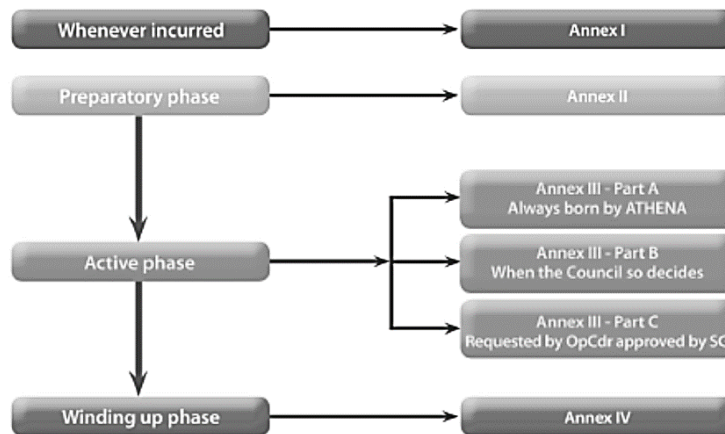 Whenever incurred
Annex I
Preparatory phase
Annex II
Annex III - Part A
Always born by ATHENA
Active phase
Annex III - Part B
When the Council so decides
Annex III - Part C
Requested by OpCdr approved by SC
Winding up phase
Annex IV